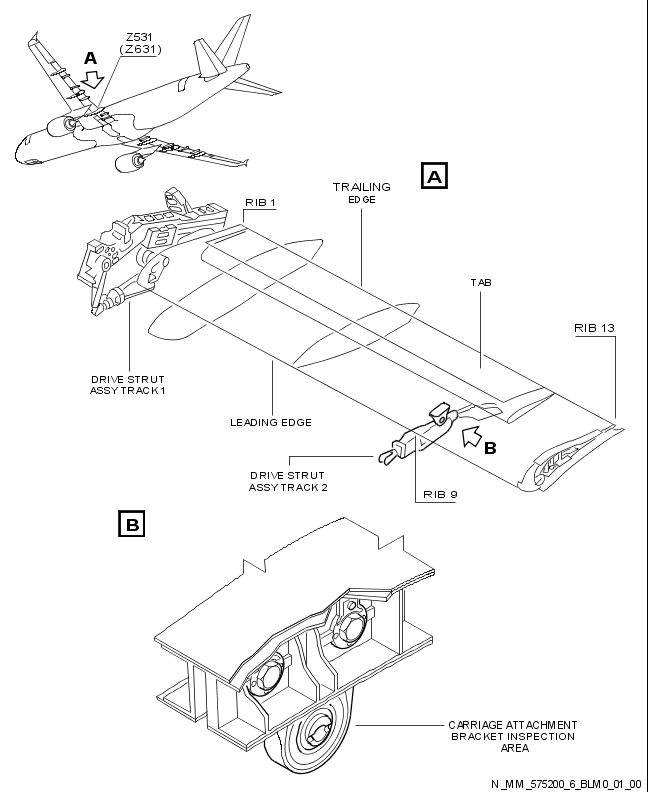 Z531
(Z631)
A
A
TRAILING
EDGE
RIB 1
TAB
RIB 13
DRIVE STRUT
ASSY TRACK 1
LEADING EDGE
B
DRIVE STRUT
ASSY TRACK 2
RIB 9
B
CARRIAGE ATTACHMENT
BRACKET INSPECTION
AREA
N_MM_575200_6_BLM0_01_00